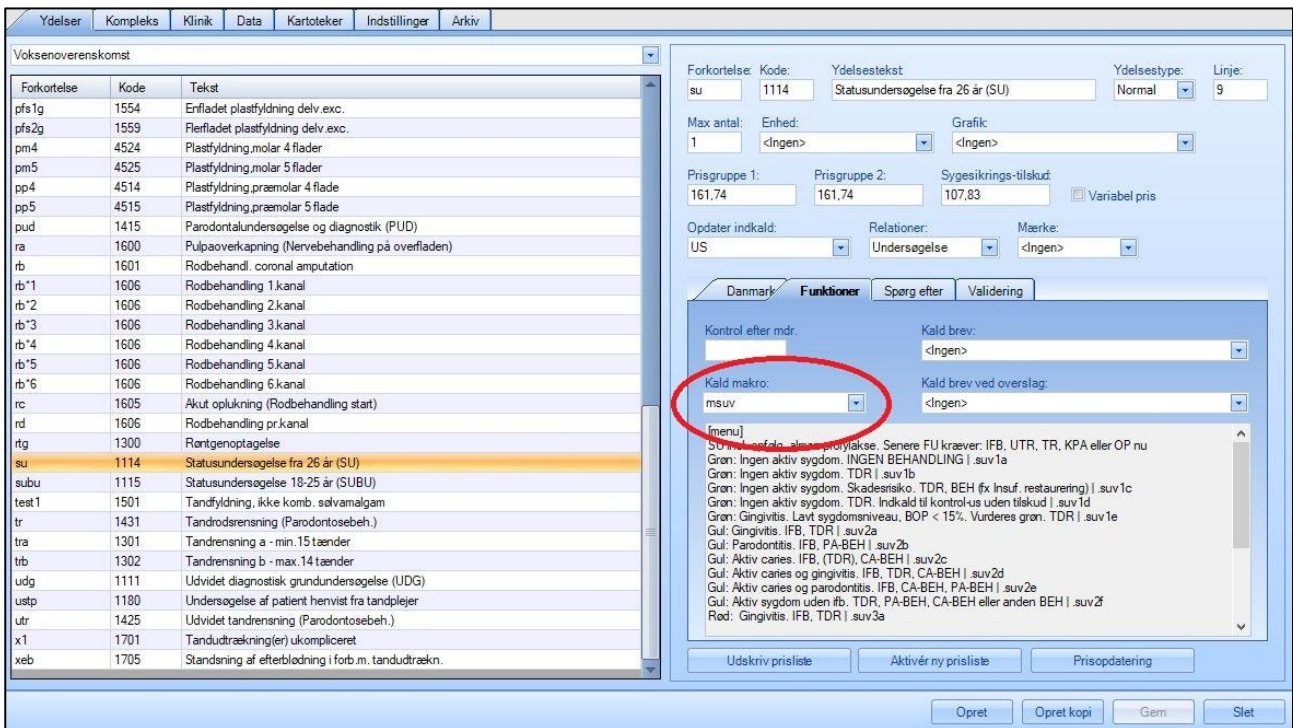 Ydelser Kompleks Klinik Data Kartoteker Indstillinger Arkiv
Voksenoverenskomst
Forkortelse Kode Tekst
pfs1g 1554 Enfladet plastfyldning delv.exc.
pfs2g 1559 Flerfladet plastfyldning delv.exc.
pm4 4524 Plastfyldning,molar 4 flader
pm5 4525 Plastfyldning,molar 5 flader
pp4 4514 Plastfyldning,præmolar 4 flade
pp5 4515 Plastfyldning,præmolar 5 flade
pud 1415 Parodontalundersøgelse og diagnostik (PUD)
ra 1600 Pulpaoverkapning (Nervebehandling på overfladen)
rb 1601 Rodbehandl. coronal amputation
rb*1 1606 Rodbehandling 1.kanal
rb*2 1606 Rodbehandling 2.kanal
rb*3 1606 Rodbehandling 3.kanal
rb*4 1606 Rodbehandling 4.kanal
rb*5 1606 Rodbehandling 5.kanal
rb*6 1606 Rodbehandling 6.kanal
rc 1605 Akut oplukning (Rodbehandling start)
rd 1606 Rodbehandling pr.kanal
rtg 1300 Røntgenoptagelse
su 1114 Statusundersøgelse fra 26 år (SU)
subu 1115 Statusundersøgelse 18-25 år (SUBU)
test1 1501 Tandfyldning, ikke komb. sølvamalgam
tr 1431 Tandrodsrensning (Parodontosebeh.)
tra 1301 Tandrensning a - min.15 tænder
trb 1302 Tandrensning b - max.14 tænder
udg 1111 Udvidet diagnostisk grundundersøgelse (UDG)
ustp 1180 Undersøgelse af patient henvist fra tandplejer
utr 1425 Udvidet tandrensning (Parodontosebeh.)
x1 1701 Tandudtrækning(er) ukompliceret
xeb 1705 Standsning af efterblødning i forb.m. tandudtrækn.
Forkortelse: Kode: Ydelsestekst: Ydelsestype: Linje:
su 1114 Statusundersøgelse fra 26 år (SU) Normal 9
Max antal: Enhed: Grafik:
1 <Ingen> <Ingen>
Prisgruppe 1: Prisgruppe 2: Sygesikrings-tilskud:
161,74 161,74 107,83 Variabel pris
Opdater indkald: Relationer: Mærke:
US Undersøgelse <Ingen>
Danmark Funktioner Spørg efter Validering
Kontrol efter mdr. Kald brev:
<Ingen>
Kald makro: Kald brev ved overslag:
msuv <Ingen>
[menu]
SU incl. opfølg. almen profylakse. Senere FU kræver: IFB, UTR, TR, KPA eller OP nu
Grøn: Ingen aktiv sygdom. INGEN BEHANDLING | .suv1a
Grøn: Ingen aktiv sygdom. TDR | .suv1b
Grøn: Ingen aktiv sygdom. Skadesrisiko. TDR, BEH (fx Insuf. restaurering) | .suv1c
Grøn: Ingen aktiv sygdom. TDR. Indkald til kontrol-us uden tilskud | .suv1d
Grøn: Gingivitis. Lavt sygdomsniveau, BOP < 15%. Vurderes grøn. TDR | .suv1e
Gul: Gingivitis. IFB, TDR | .suv2a
Gul: Parodontitis. IFB, PA-BEH | .suv2b
Gul: Aktiv caries. IFB, (TDR), CA-BEH | .suv2c
Gul: Aktiv caries og gingivitis. IFB, TDR, CA-BEH | .suv2d
Gul: Aktiv caries og parodontitis. IFB, CA-BEH, PA-BEH | .suv2e
Gul: Aktiv sygdom uden ifb. TDR, PA-BEH, CA-BEH eller anden BEH | .suv2f
Rød: Gingivitis. IFB, TDR | .suv3a
Udskriv prisliste Aktivér ny prisliste Prisopdatering
Opret Opret kopi Gem Slet